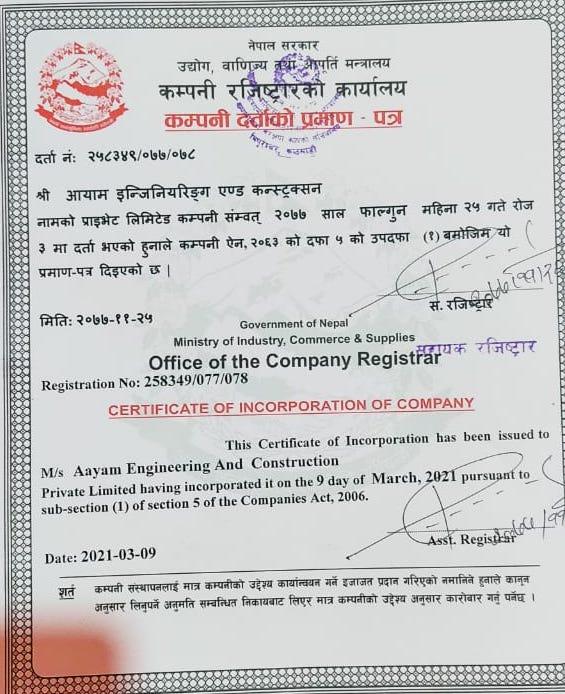 नेपाल सरकार
उद्योग, वाणिज्य तथा आपूर्ति मन्त्रालय
कम्पनी रजिष्ट्रारको कार्यालय
कम्पनी दर्ताको प्रमाण - पत्र
दर्ता नं: २५८३४९/०७७/०७८
श्री आयाम इन्जिनियरिङ्ग एण्ड कन्स्ट्रक्सन
नामको प्राइभेट लिमिटेड कम्पनी संम्वत् २०७७ साल फाल्गुन महिना २५ गते रोज
३ मा दर्ता भएको हुनाले कम्पनी ऐन, २०६३ को दफा ५ को उपदफा (१) बमोजिम यो
प्रमाण-पत्र दिइएको छ |
स. रजिष्ट्रार
मिति: २०७७-११-२५
Government of Nepal
Ministry of Industry, Commerce & Supplies
सहायक रजिष्ट्रार
Office of the Company Registrar
Registration No: 258349/077/078
CERTIFICATE OF INCORPORATION OF COMPANY
This Certificate of Incorporation has been issued to
M/s Aayam Engineering And Construction
Private Limited having incorporated it on the 9 day of March, 2021 pursuant to
sub-section (1) of section 5 of the Companies Act, 2006.
Asst. Registrar
Date: 2021-03-09
शर्त कम्पनी संस्थापनलाई मात्र कम्पनीको उद्देश्य कार्यान्वयन गर्ने इजाजत प्रदान गरिएको नमानिने हुनाले कानून
अनुसार लिनुपर्ने अनुमति सम्बन्धित निकायबाट लिएर मात्र कम्पनीको उद्देश्य अनुसार कारोबार गर्नु पर्नेछ |